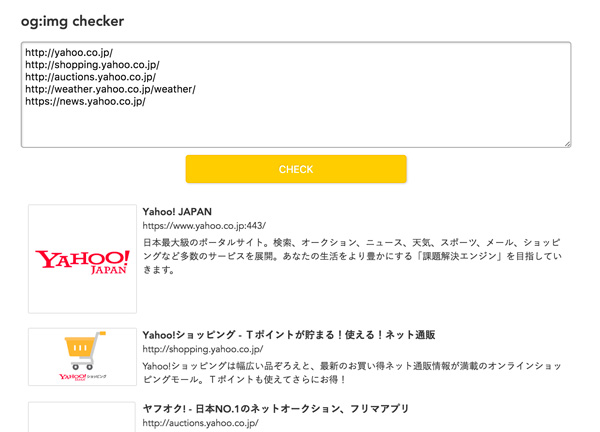 og:img checker
http://yahoo.co.jp/
http://shopping.yahoo.co.jp/
http://auctions.yahoo.co.jp/
http://weather.yahoo.co.jp/weather/
https://news.yahoo.co.jp/
CHECK
YAHOO!
JAPAN
Yahoo! JAPAN
https://www.yahoo.co.jp:443/
日本最大級のポータルサイト。検索、オークション、ニュース、天気、スポーツ、メール、ショッピ
ングなど多数のサービスを展開。あなたの生活をより豊かにする「課題解決エンジン」を目指してい
きます。
YAHOO! ショッピング
JAPAN
Yahoo!ショッピング - Ｔポイントが貯まる！使える！ネット通販
http://shopping.yahoo.co.jp/
Yahoo!ショッピングは幅広い品ぞろえと、最新のお買い得ネット通販情報が満載のオンラインショッ
ピングモール。Ｔポイントも使えてさらにお得！
ヤフオク! - 日本NO.1のネットオークション、フリマアプリ
http://auctions.yahoo.co.jp/